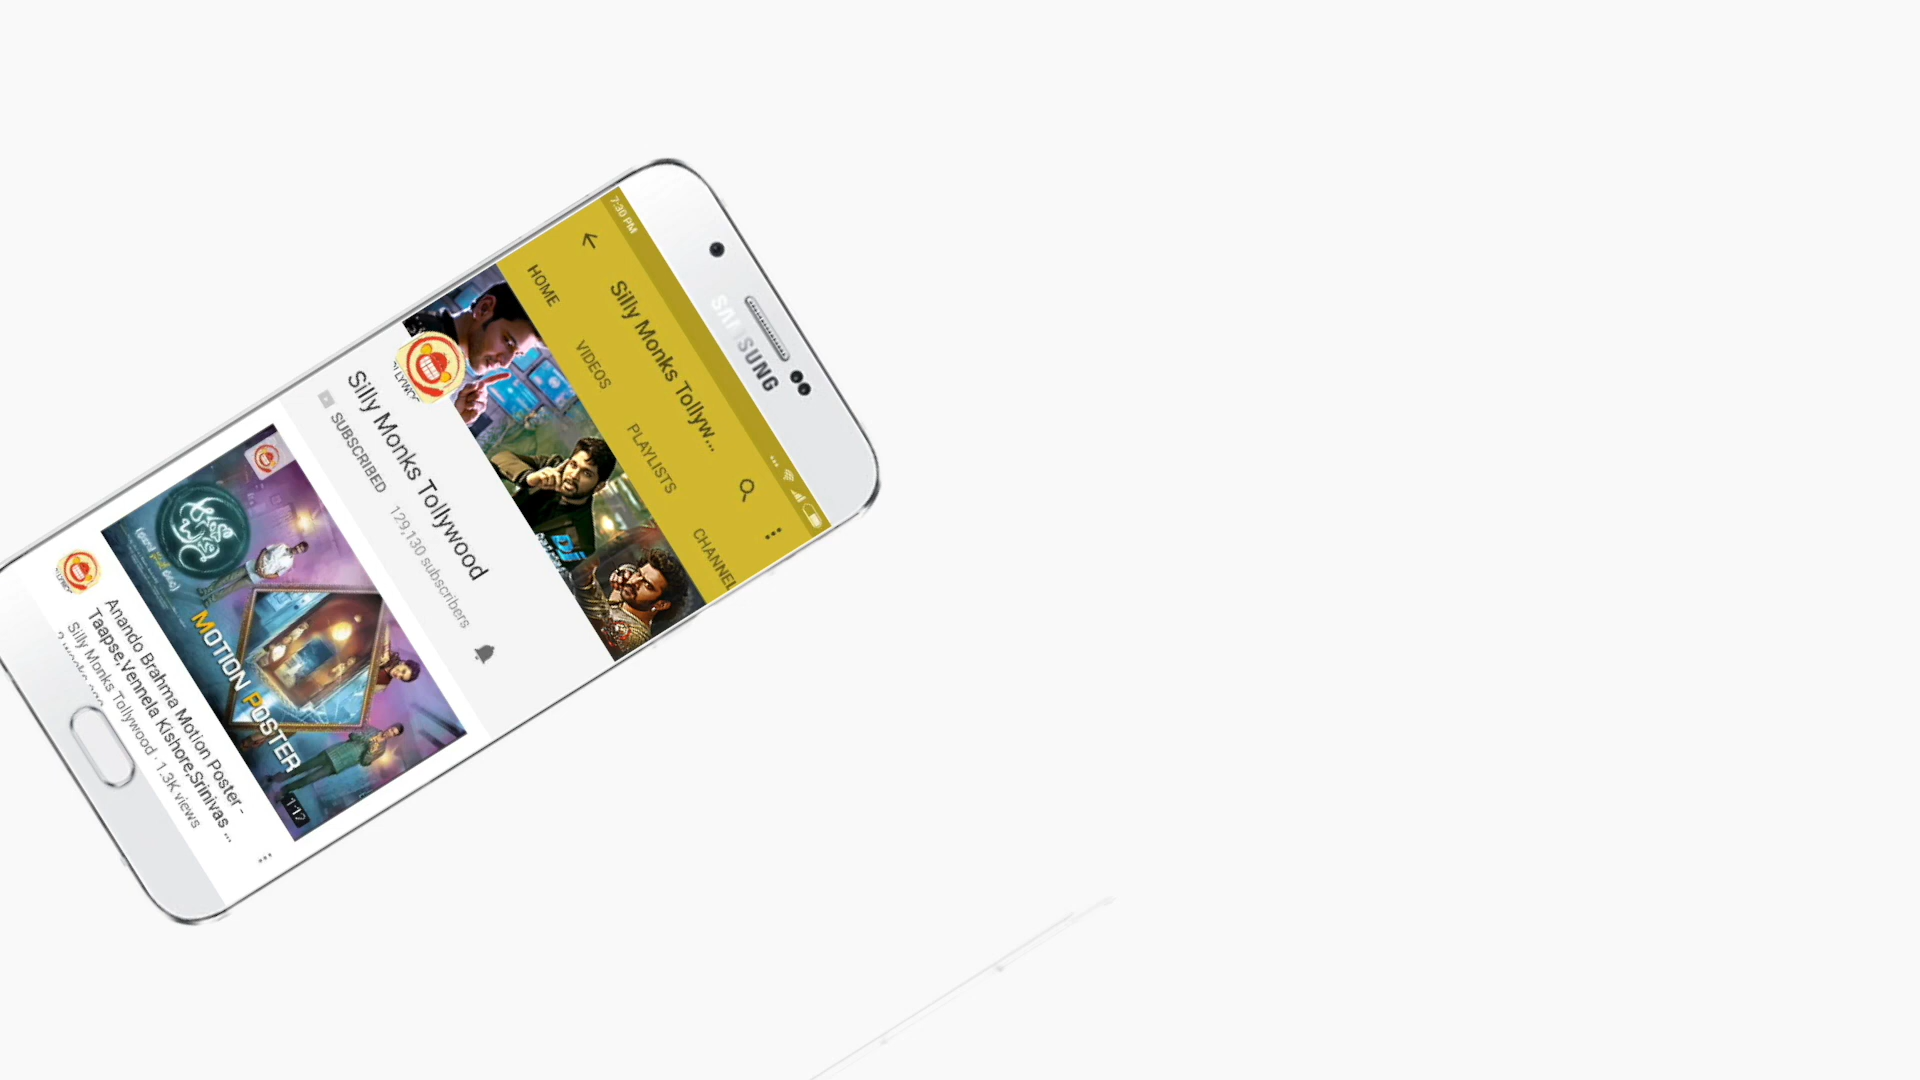 SAMSUNG
7:30 PM
Silly Monks Tollyw...
HOME VIDEOS PLAYLISTS CHANNEL
Silly Monks Tollywood
SUBSCRIBED 129,130 subscribers
MOTION POSTER
1:12
Anando Brahma Motion Poster -
Taapse,Vennela Kishore,Srinivas ...
Silly Monks Tollywood · 1.3K views